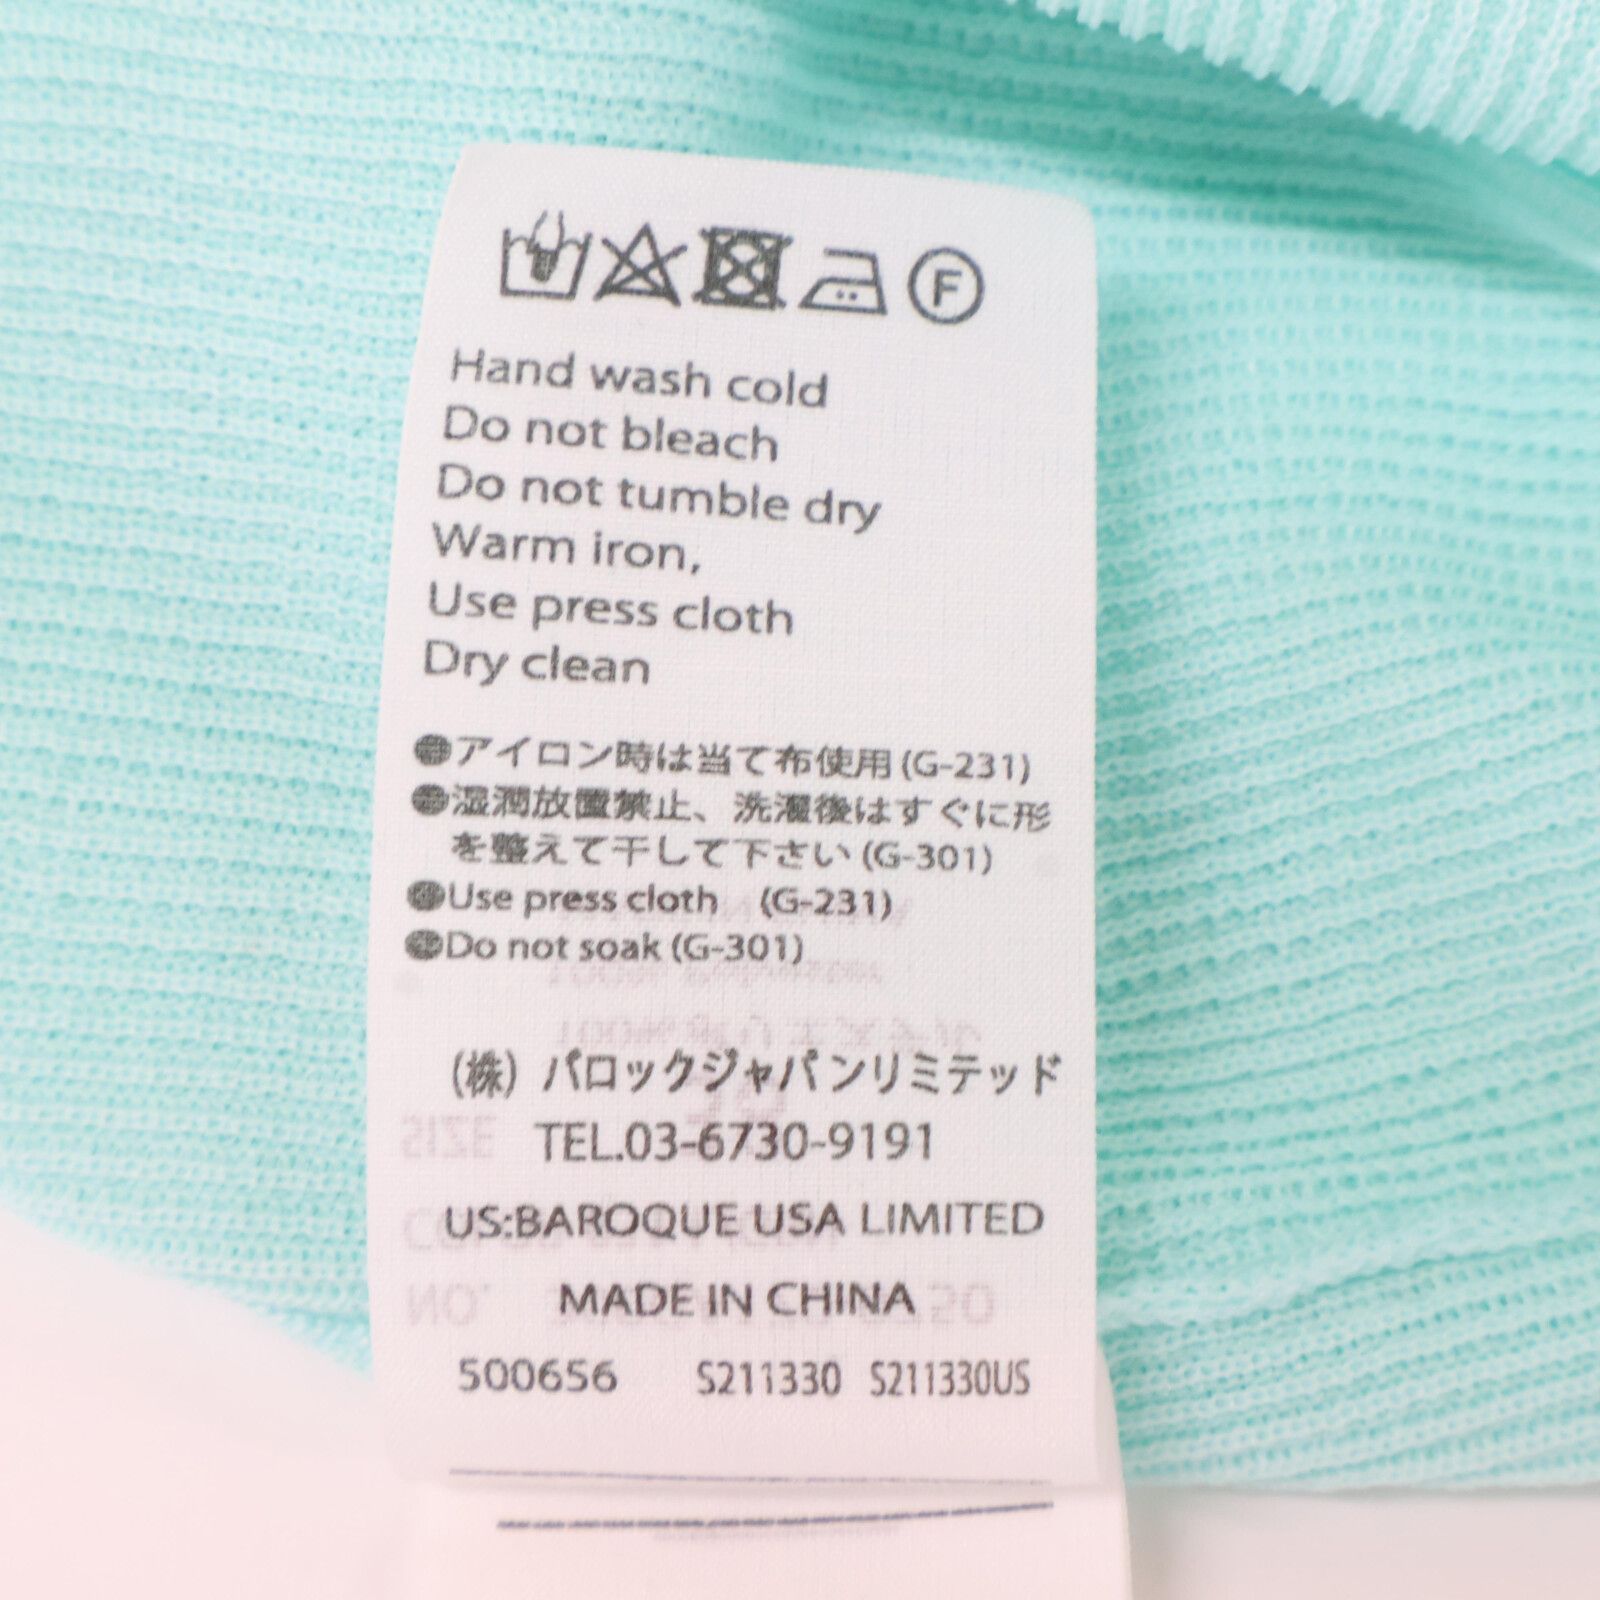 F
Hand wash cold
Do not bleach
Do not tumble dry
Warm iron,
Use press cloth
Dry clean
●アイロン時は当て布使用(G-231)
●湿潤放置禁止、洗濯後はすぐに形
を整えて干して下さい(G-301)
●Use press cloth (G-231)
●Do not soak (G-301)
(株) バロックジャパンリミテッド
TEL.03-6730-9191
US:BAROQUE USA LIMITED
MADE IN CHINA
500656 S211330 S211330US